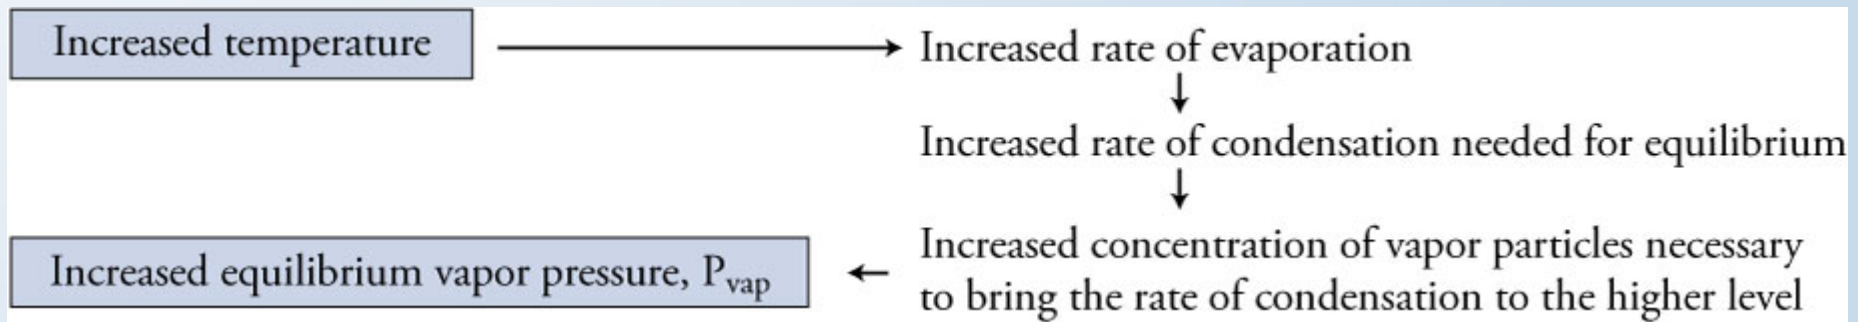 Increased temperature
Increased rate of evaporation
Increased rate of condensation needed for equilibrium
Increased concentration of vapor particles necessary
to bring the rate of condensation to the higher level
Increased equilibrium vapor pressure, Pvap